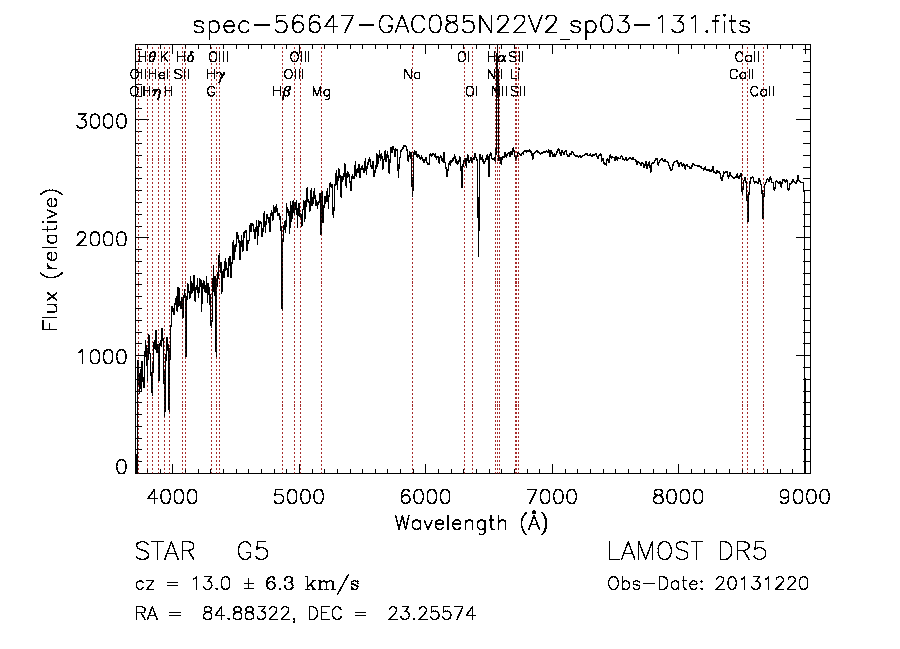 spec-56647-GAC085N22V2_sp03-131.fits
Hθ K Hδ OIII OIII OI Hα SII CaII
OII HeI SII Hγ OIII Na NII Li CaII
OII Hη H G Hβ Mg OI NII SII CaII
3000
2000
1000
0
Flux (relative)
4000 5000 6000 7000 8000 9000
Wavelength (Å)
STAR G5 LAMOST DR5
cz = 13.0 ± 6.3 km/s Obs-Date: 20131220
RA = 84.88322, DEC = 23.25574